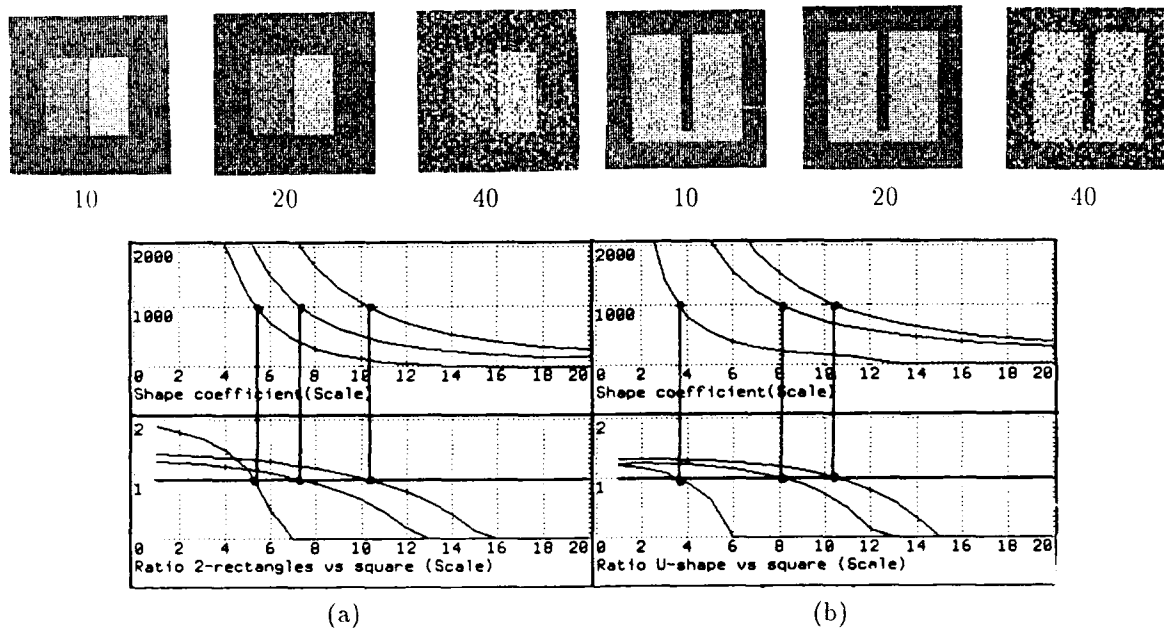 10 20 40 10 20 40
2000 2000
1000 1000
0 2 4 6 8 10 12 14 16 18 20 0 2 4 6 8 10 12 14 16 18 20
Shape coefficient(Scale) Shape coefficient(Scale)
2 2
1 1
0 2 4 6 8 10 12 14 16 18 20 0 2 4 6 8 10 12 14 16 18 20
Ratio 2-rectangles vs square (Scale) Ratio U-shape vs square (Scale)
(a) (b)